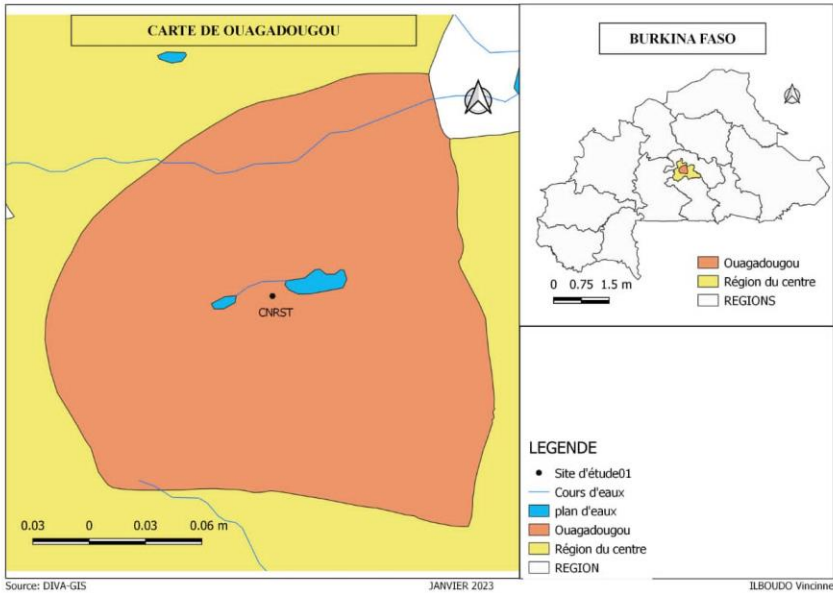 CARTE DE OUAGADOUGOU
CNRST
0.03 0 0.03 0.06 m
BURKINA FASO
Ouagadougou
Région du centre
REGIONS
0 0.75 1.5 m
LEGENDE
Site d'étude01
Cours d'eaux
plan d'eaux
Ouagadougou
Région du centre
REGION
Source: DIVA-GIS
JANVIER 2023
ILBOUDO Vincinne